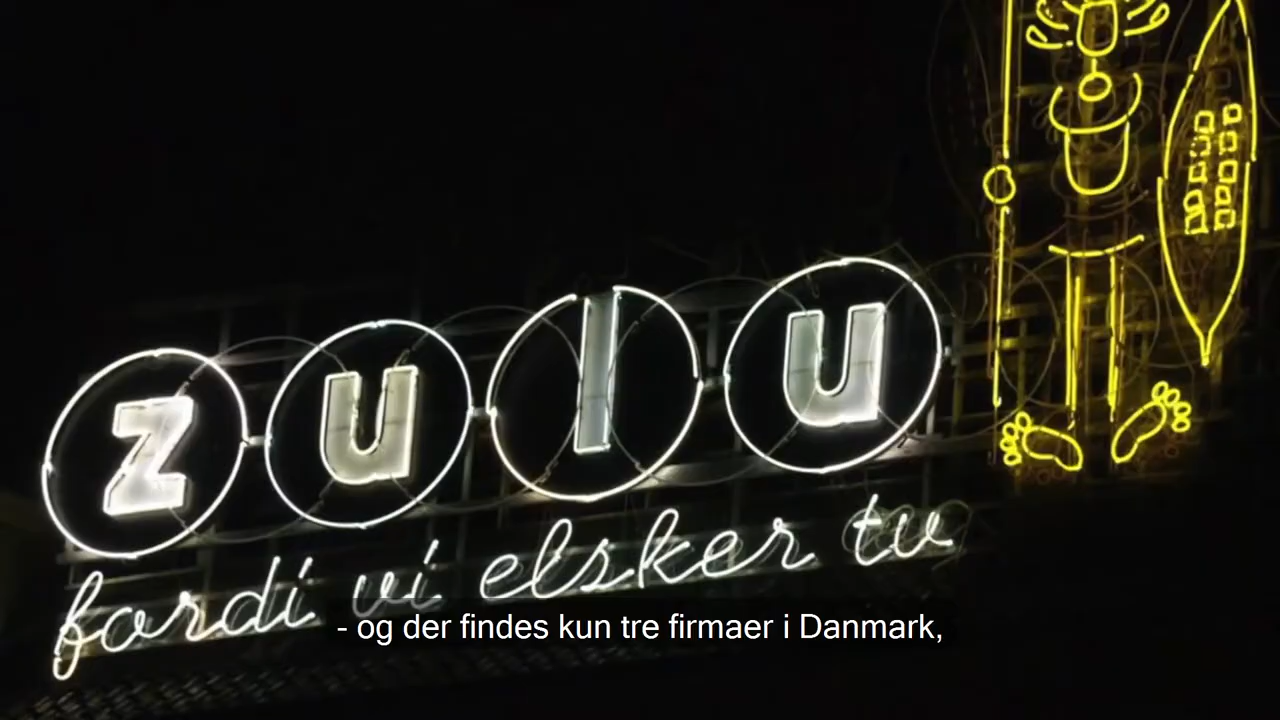 zulu
fordi vi elsker tv
- og der findes kun tre firmaer i Danmark,